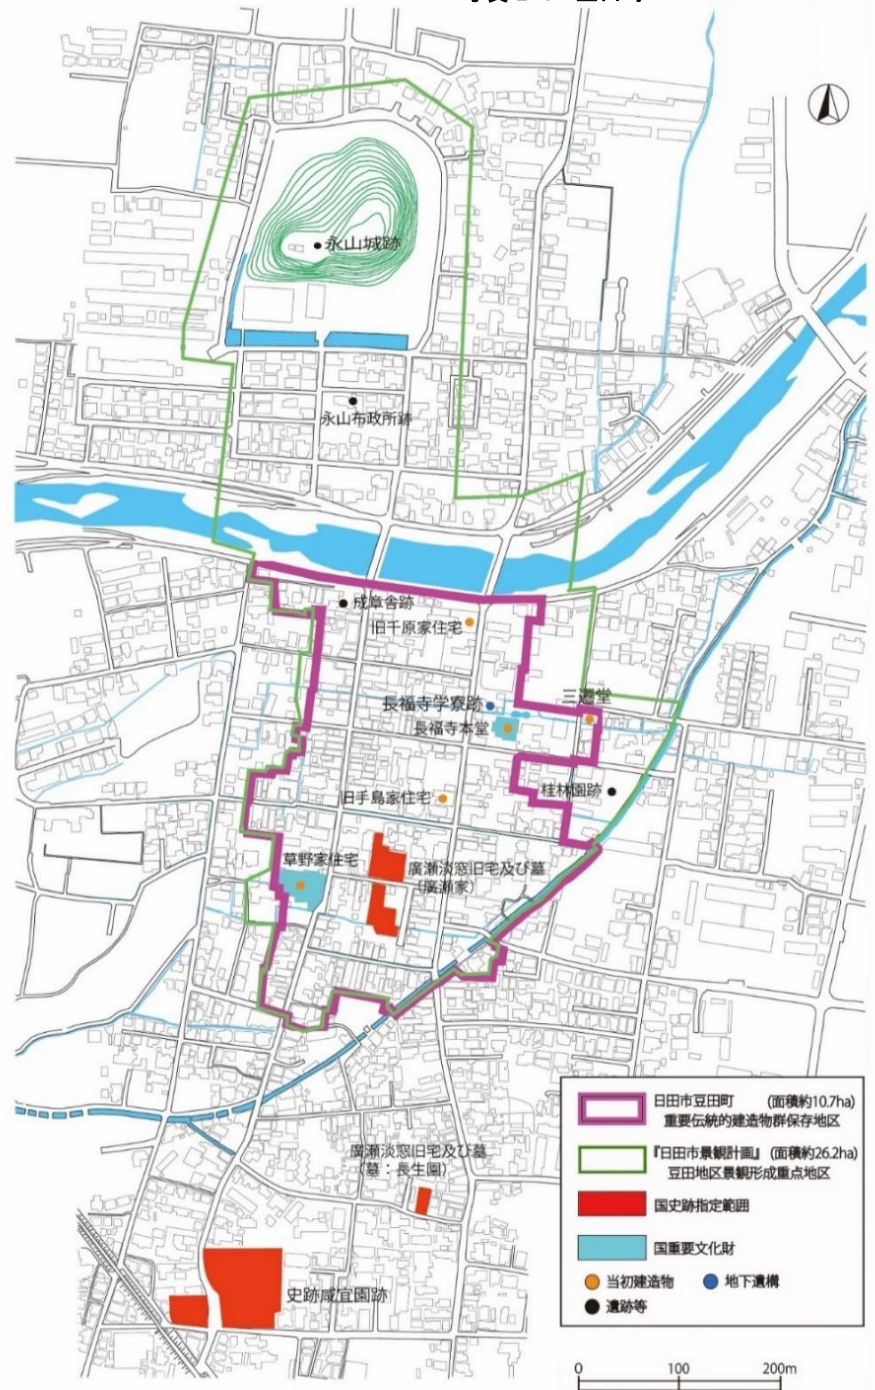 永山城跡
永山布政所跡
成章舎跡
旧千原家住宅
三遷堂
長福寺学寮跡
長福寺本堂
桂林園跡
旧手島家住宅
草野家住宅
廣瀬淡窓旧宅及び墓
（廣瀬家）
日田市豆田町 (面積約10.7ha)
重要伝統的建造物群保存地区
『日田市景観計画』 (面積約26.2ha)
豆田地区景観形成重点地区
国史跡指定範囲
国重要文化財
当初建造物 地下遺構
遺跡等
廣瀬淡窓旧宅及び墓
（墓：長生園）
史跡咸宜園跡
0 100 200m